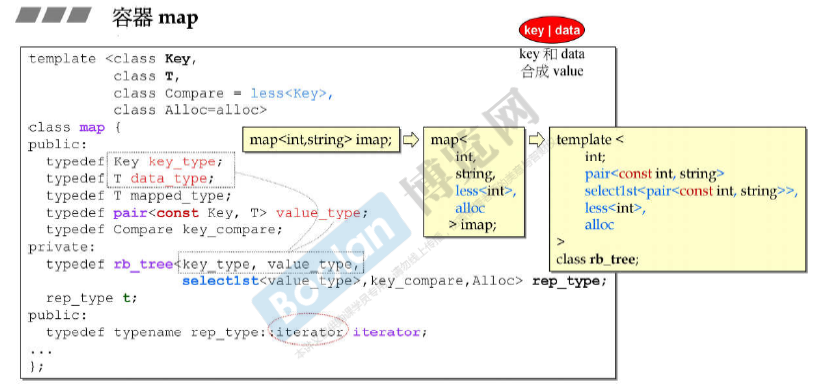 容器 map
key | data
key 和 data
合成 value
template <class Key,
class T,
class Compare = less<Key>,
class Alloc=alloc>
class map {
public:
typedef Key key_type;
typedef T data_type;
typedef T mapped_type;
typedef pair<const Key, T> value_type;
typedef Compare key_compare;
private:
typedef rb_tree<key_type, value_type,
select1st<value_type>,key_compare,Alloc> rep_type;
rep_type t;
public:
typedef typename rep_type::iterator iterator;
...
};
map<int,string> imap;
map<
int,
string,
less<int>,
alloc
> imap;
template <
int;
pair<const int, string>
select1st<pair<const int, string>>,
less<int>,
alloc
>
class rb_tree;
Boolan
博览网